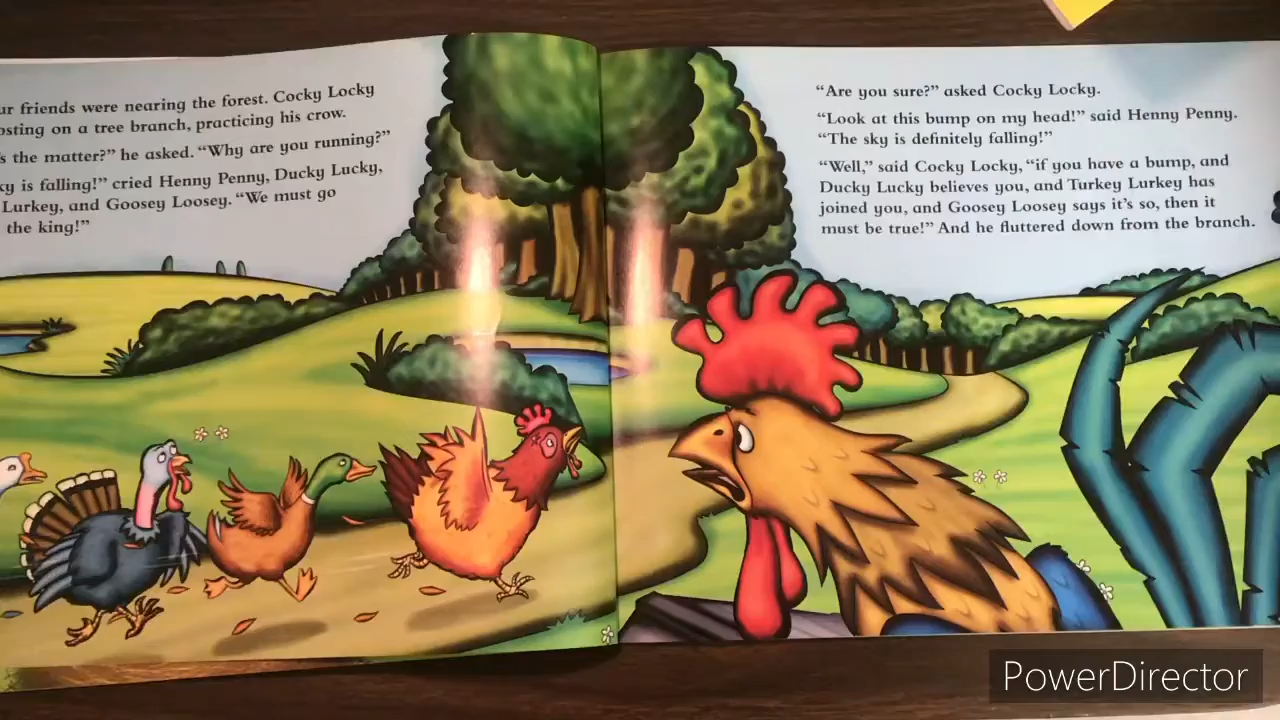 friends were nearing the forest. Cocky Locky
on a tree branch, practicing his crow.
the matter?” he asked. “Why are you running?”
is falling!” cried Henny Penny, Ducky Lucky,
Lurkey, and Goosey Loosey. “We must go
the king!”
“Are you sure?” asked Cocky Locky.
“Look at this bump on my head!” said Henny Penny.
“The sky is definitely falling!”
“Well,” said Cocky Locky, “if you have a bump, and
Ducky Lucky believes you, and Turkey Lurkey has
joined you, and Goosey Loosey says it’s so, then it
must be true!” And he fluttered down from the branch.
PowerDirector